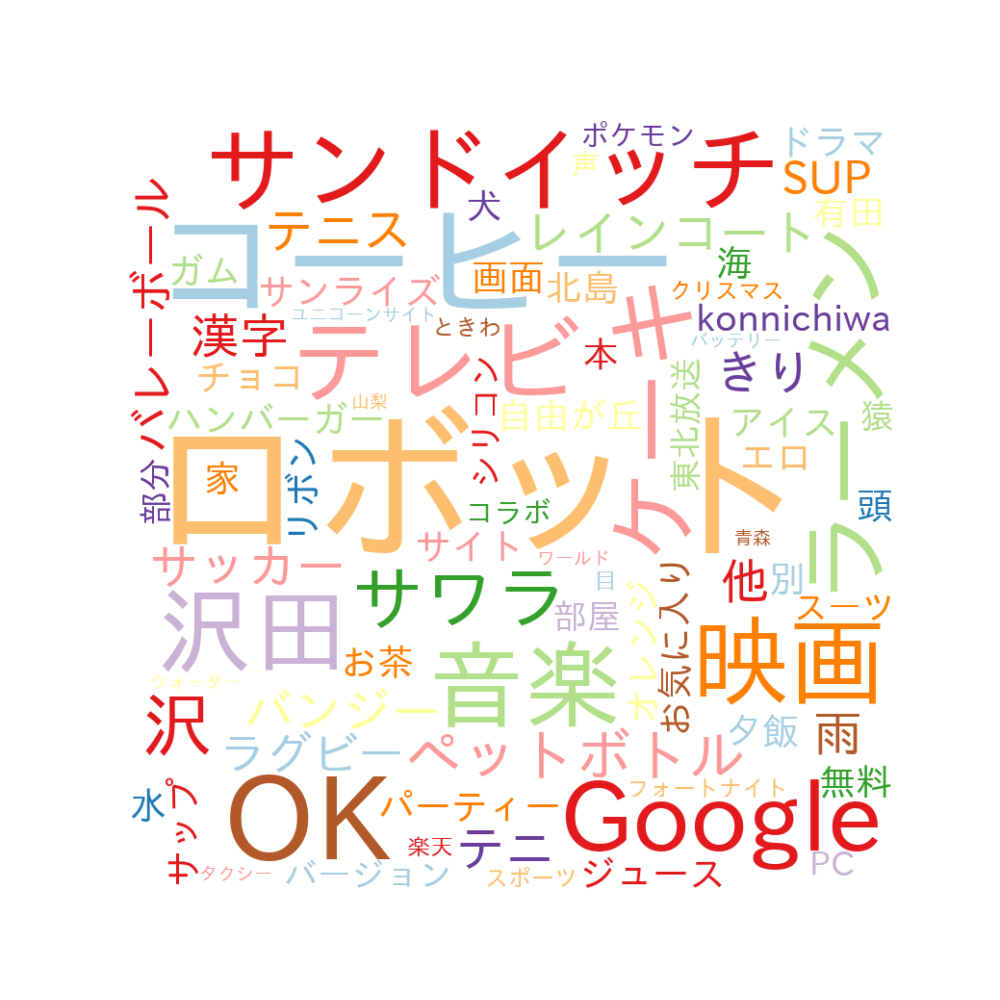 ポケモン
ドラマ
サンドイッチ
声
SUP
犬
有田
テニス
レインコート
コーヒー
バレーボール
ガム
海
画面
北島
サンライズ
クリスマス
ユニコーンサイト
konnichiwa
漢字
ときわ
バッテリー
テレビ
ケーキ
ラーメン
本
きり
チョコ
シリコン
東北放送
山梨
ハンバーガー
自由が丘
アイス
猿
ロボット
エロ
部分
家
リボン
頭
コラボ
サイト
青森
サッカー
ワールド
他
別
目
サワラ
お気に入り
スーツ
沢田
部屋
オレンジ
映画
お茶
音楽
ウォーター
沢
バンジー
夕飯
雨
ラグビー
ペットボトル
無料
OK
水
サップ
パーティー
フォートナイト
Google
テニ
楽天
PC
タクシー
バージョン
スポーツ
ジュース